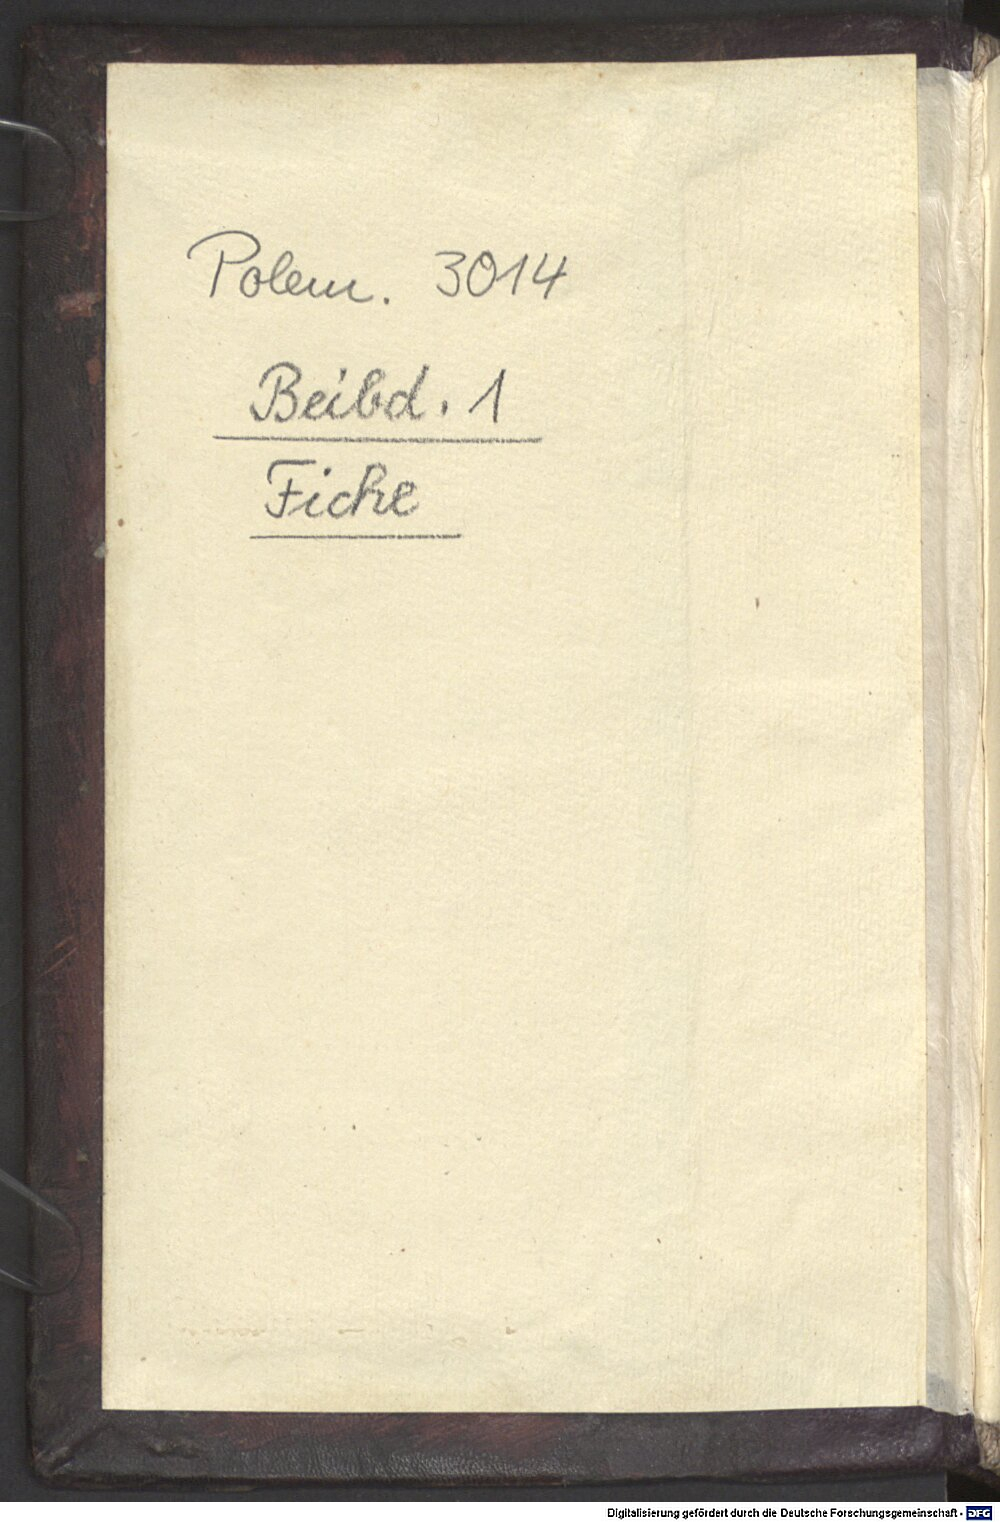 Polem. 3014
Beibd. 1
Fiche
Digitalisierung gefördert durch die Deutsche Forschungsgemeinschaft - DFG